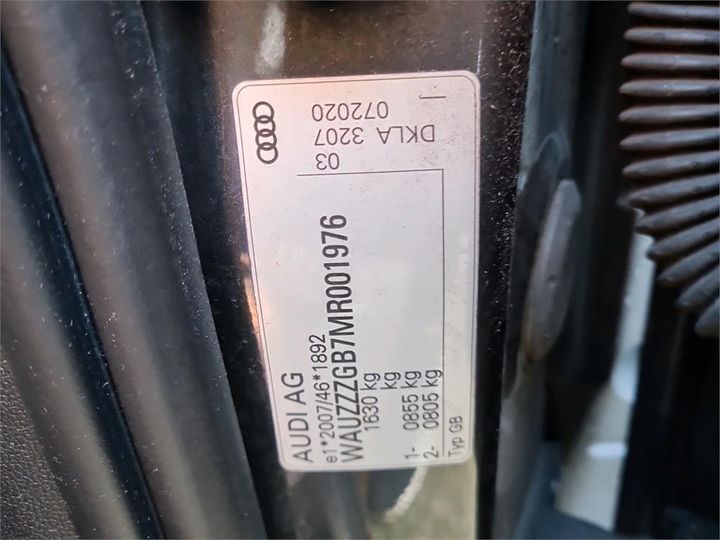 AUDI AG
e1*2007/46*1892
WAUZZZGB7MR001976
1630 kg
kg
1- 0855 kg
2- 0805 kg
Typ GB
03
DKLA 3207
072020